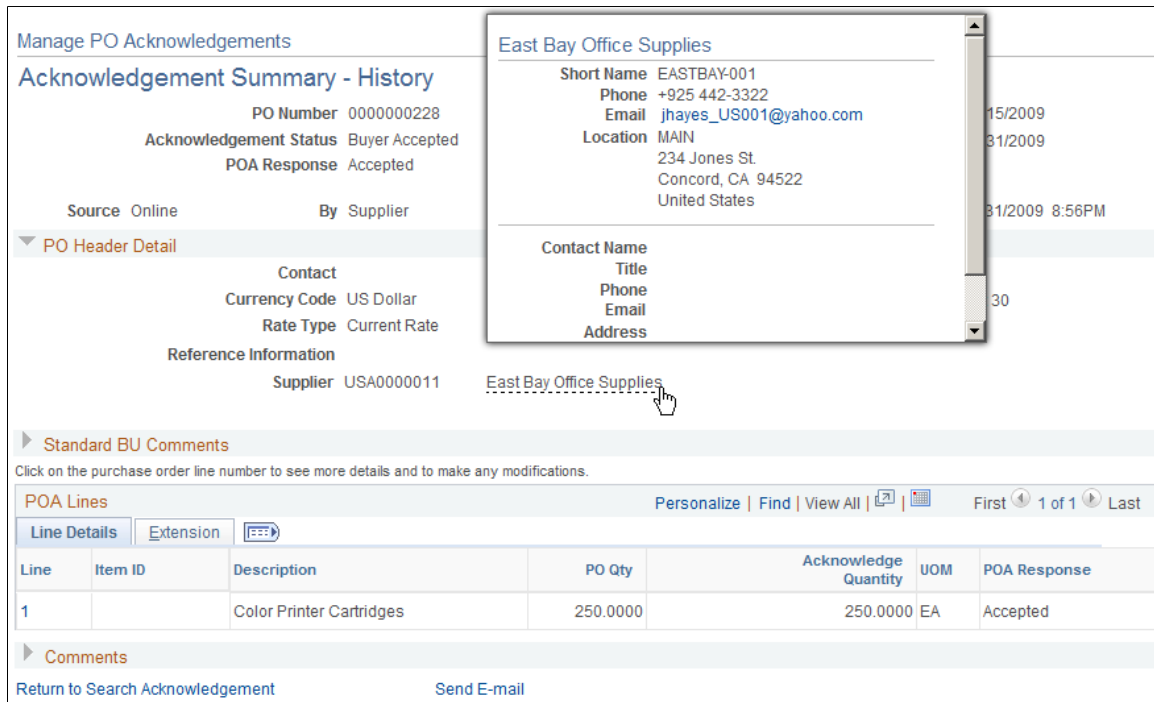 Manage PO Acknowledgements
Acknowledgement Summary - History
PO Number 0000000228
Acknowledgement Status Buyer Accepted
POA Response Accepted
Source Online By Supplier
East Bay Office Supplies
Short Name EASTBAY-001
Phone +925 442-3322
Email jhayes_US001@yahoo.com
Location MAIN
234 Jones St.
Concord, CA 94522
United States
Contact Name
Title
Phone
Email
Address
15/2009
31/2009
31/2009 8:56PM
PO Header Detail
Contact
Currency Code US Dollar
30
Rate Type Current Rate
Reference Information
Supplier USA0000011 East Bay Office Supplies
Standard BU Comments
Click on the purchase order line number to see more details and to make any modifications.
POA Lines Personalize | Find | View All | | First 1 of 1 Last
Line Details Extension
Line Item ID Description PO Qty Acknowledge Quantity UOM POA Response
1 Color Printer Cartridges 250.0000 250.0000 EA Accepted
Comments
Return to Search Acknowledgement Send E-mail